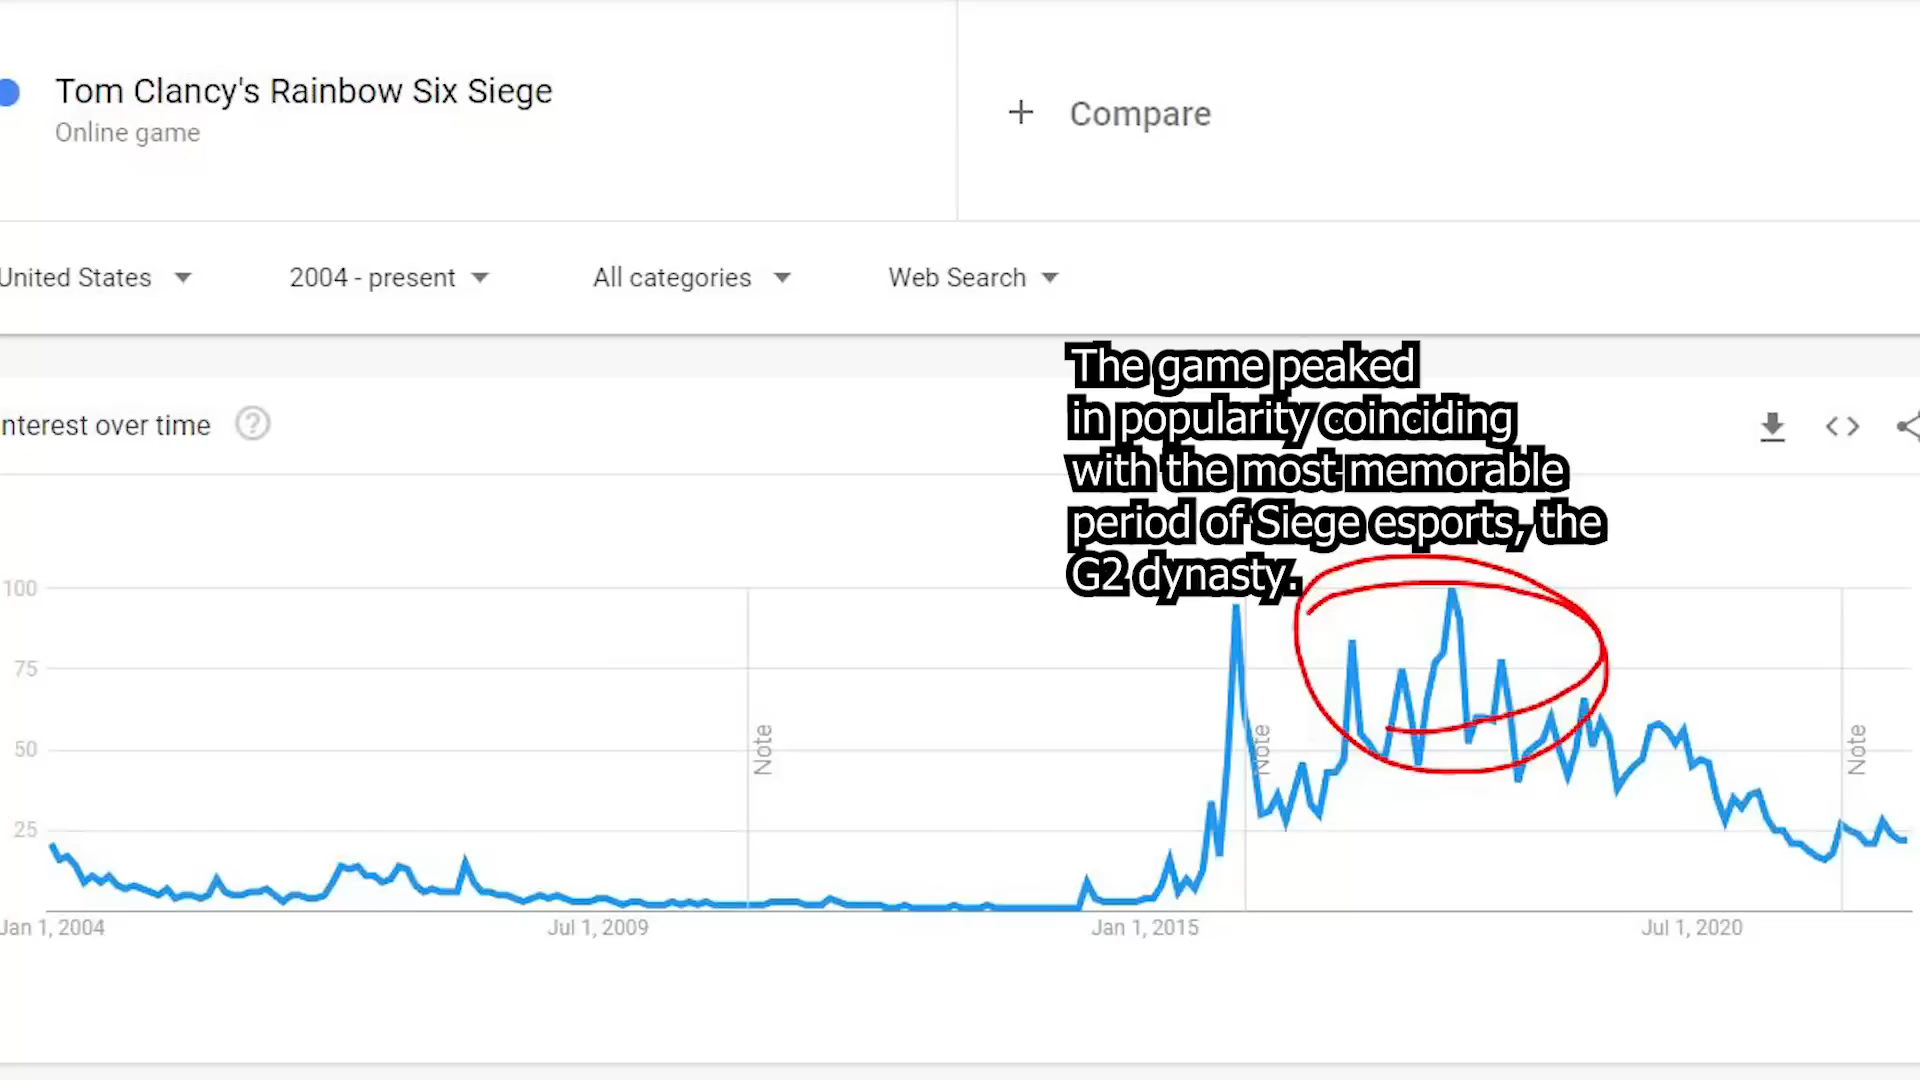 Tom Clancy's Rainbow Six Siege
Online game
+ Compare
United States
2004 - present
All categories
Web Search
nterest over time ?
The game peaked
in popularity coinciding
with the most memorable
period of Siege esports, the
G2 dynasty.
100
75
50
25
Note
Note
Note
Jan 1, 2004
Jul 1, 2009
Jan 1, 2015
Jul 1, 2020